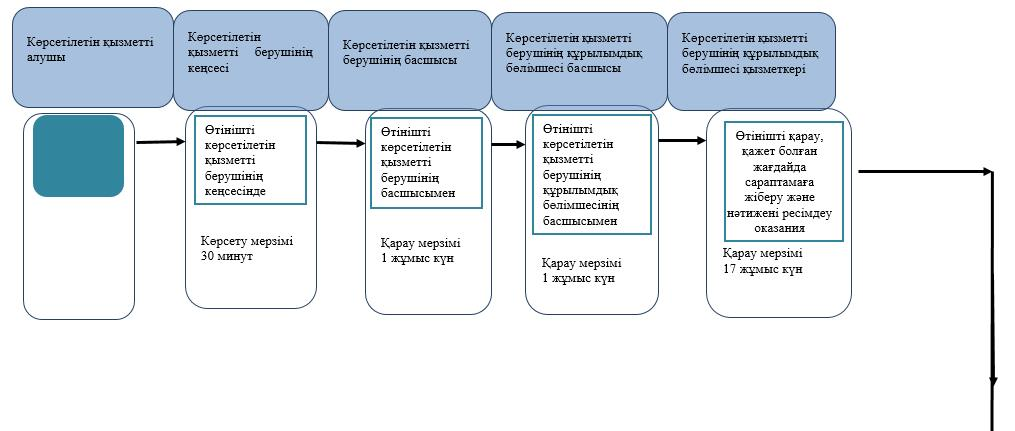 Көрсетілетін қызметті
алушы
Көрсетілетін
қызметті берушінің
кеңсесі
Көрсетілетін қызметті
берушінің басшысы
Көрсетілетін қызметті
берушінің құрылымдық
бөлімшесі басшысы
Көрсетілетін қызметті
берушінің құрылымдық
бөлімшесі қызметкері
Өтінішті
көрсетілетін
қызметті
берушінің
кеңсесінде
Көрсету мерзімі
30 минут
Өтінішті
көрсетілетін
қызметті
берушінің
басшысымен
Қарау мерзімі
1 жұмыс күн
Өтінішті
көрсетілетін
қызметті
берушінің
құрылымдық
бөлімшесінің
басшысымен
Қарау мерзімі
1 жұмыс күн
Өтінішті қарау,
қажет болған
жағдайда
сараптамаға
жіберу және
нәтижені ресімдеу
оказания
Қарау мерзімі
17 жұмыс күн